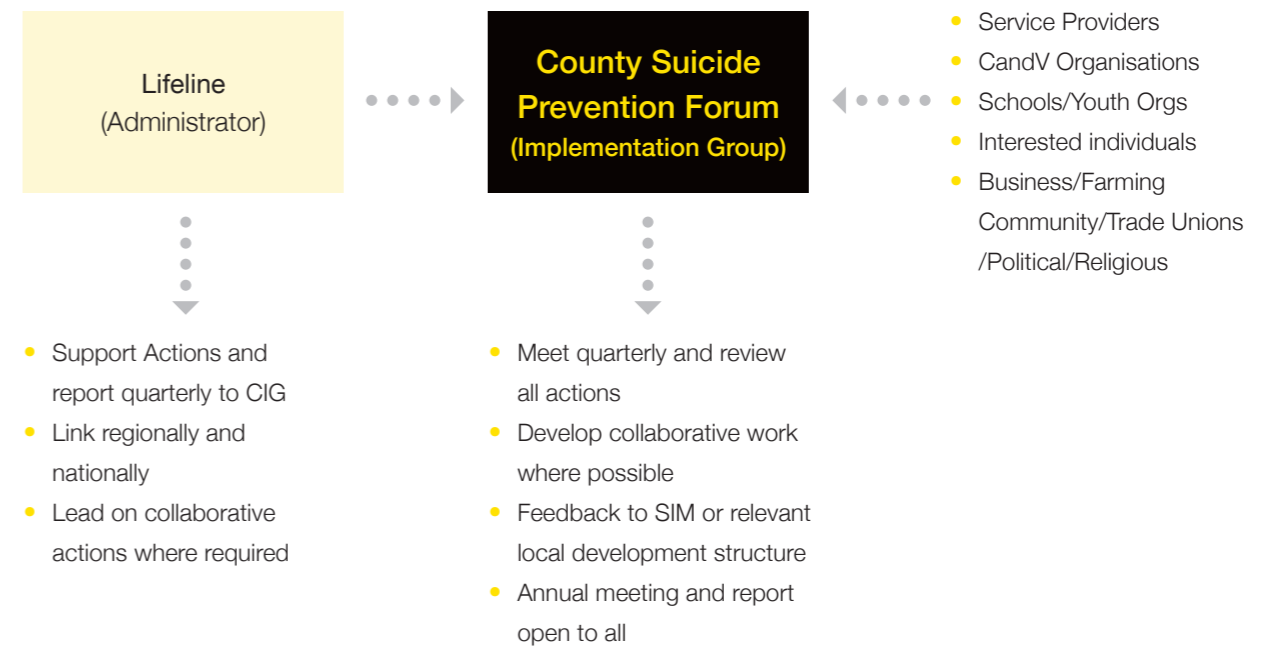 Lifeline
(Administrator)
County Suicide
Prevention Forum
(Implementation Group)
• Service Providers
• CandV Organisations
• Schools/Youth Orgs
• Interested individuals
• Business/Farming
Community/Trade Unions
/Political/Religious
• Support Actions and
report quarterly to CIG
• Link regionally and
nationally
• Lead on collaborative
actions where required
• Meet quarterly and review
all actions
• Develop collaborative work
where possible
• Feedback to SIM or relevant
local development structure
• Annual meeting and report
open to all